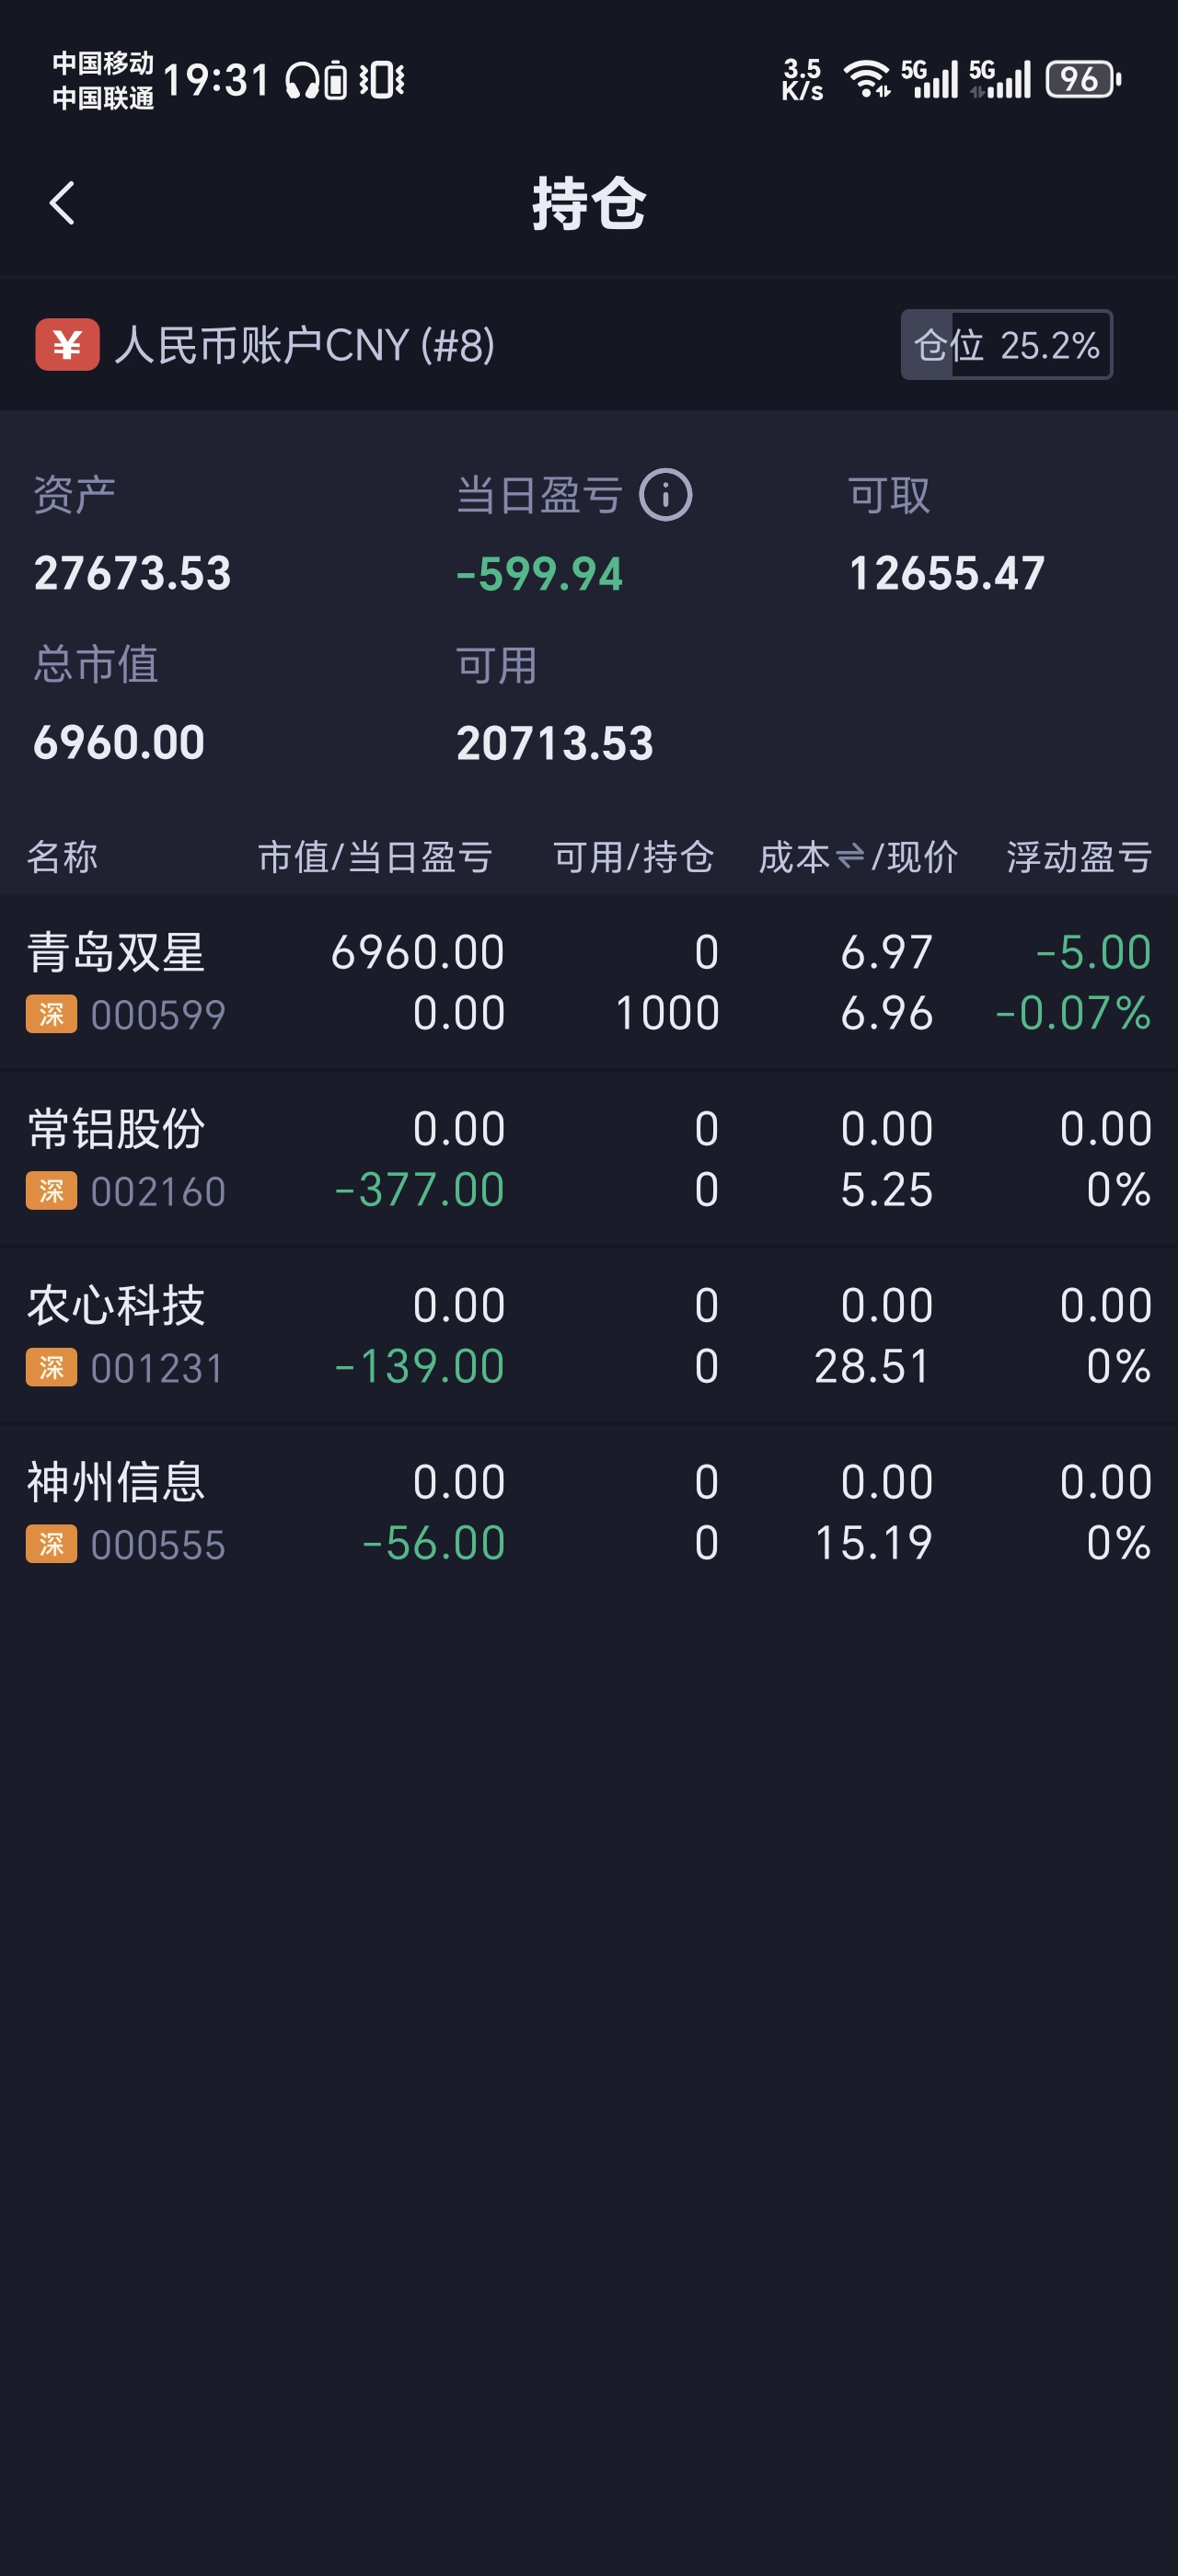 中国移动
中国联通
19:31
3.5
K/s
5G
5G
96
持仓
¥ 人民币账户CNY (#8)
仓位 25.2%
资产 当日盈亏 可取
27673.53 -599.94 12655.47
总市值 可用
6960.00 20713.53
名称 市值/当日盈亏 可用/持仓 成本⇌/现价 浮动盈亏
青岛双星 6960.00 0 6.97 -5.00
深 000599 0.00 1000 6.96 -0.07%
常铝股份 0.00 0 0.00 0.00
深 002160 -377.00 0 5.25 0%
农心科技 0.00 0 0.00 0.00
深 001231 -139.00 0 28.51 0%
神州信息 0.00 0 0.00 0.00
深 000555 -56.00 0 15.19 0%